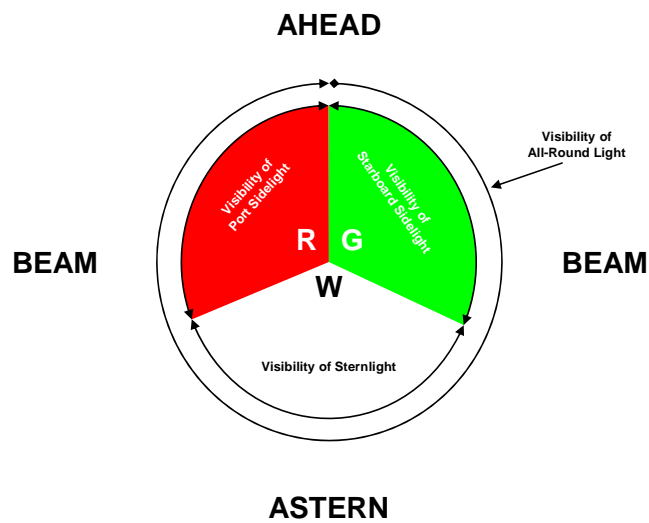 AHEAD
Visibility of
All-Round Light
Visibility of
Port Sidelight
Visibility of
Starboard Sidelight
R G
BEAM
BEAM
W
Visibility of Sternlight
ASTERN